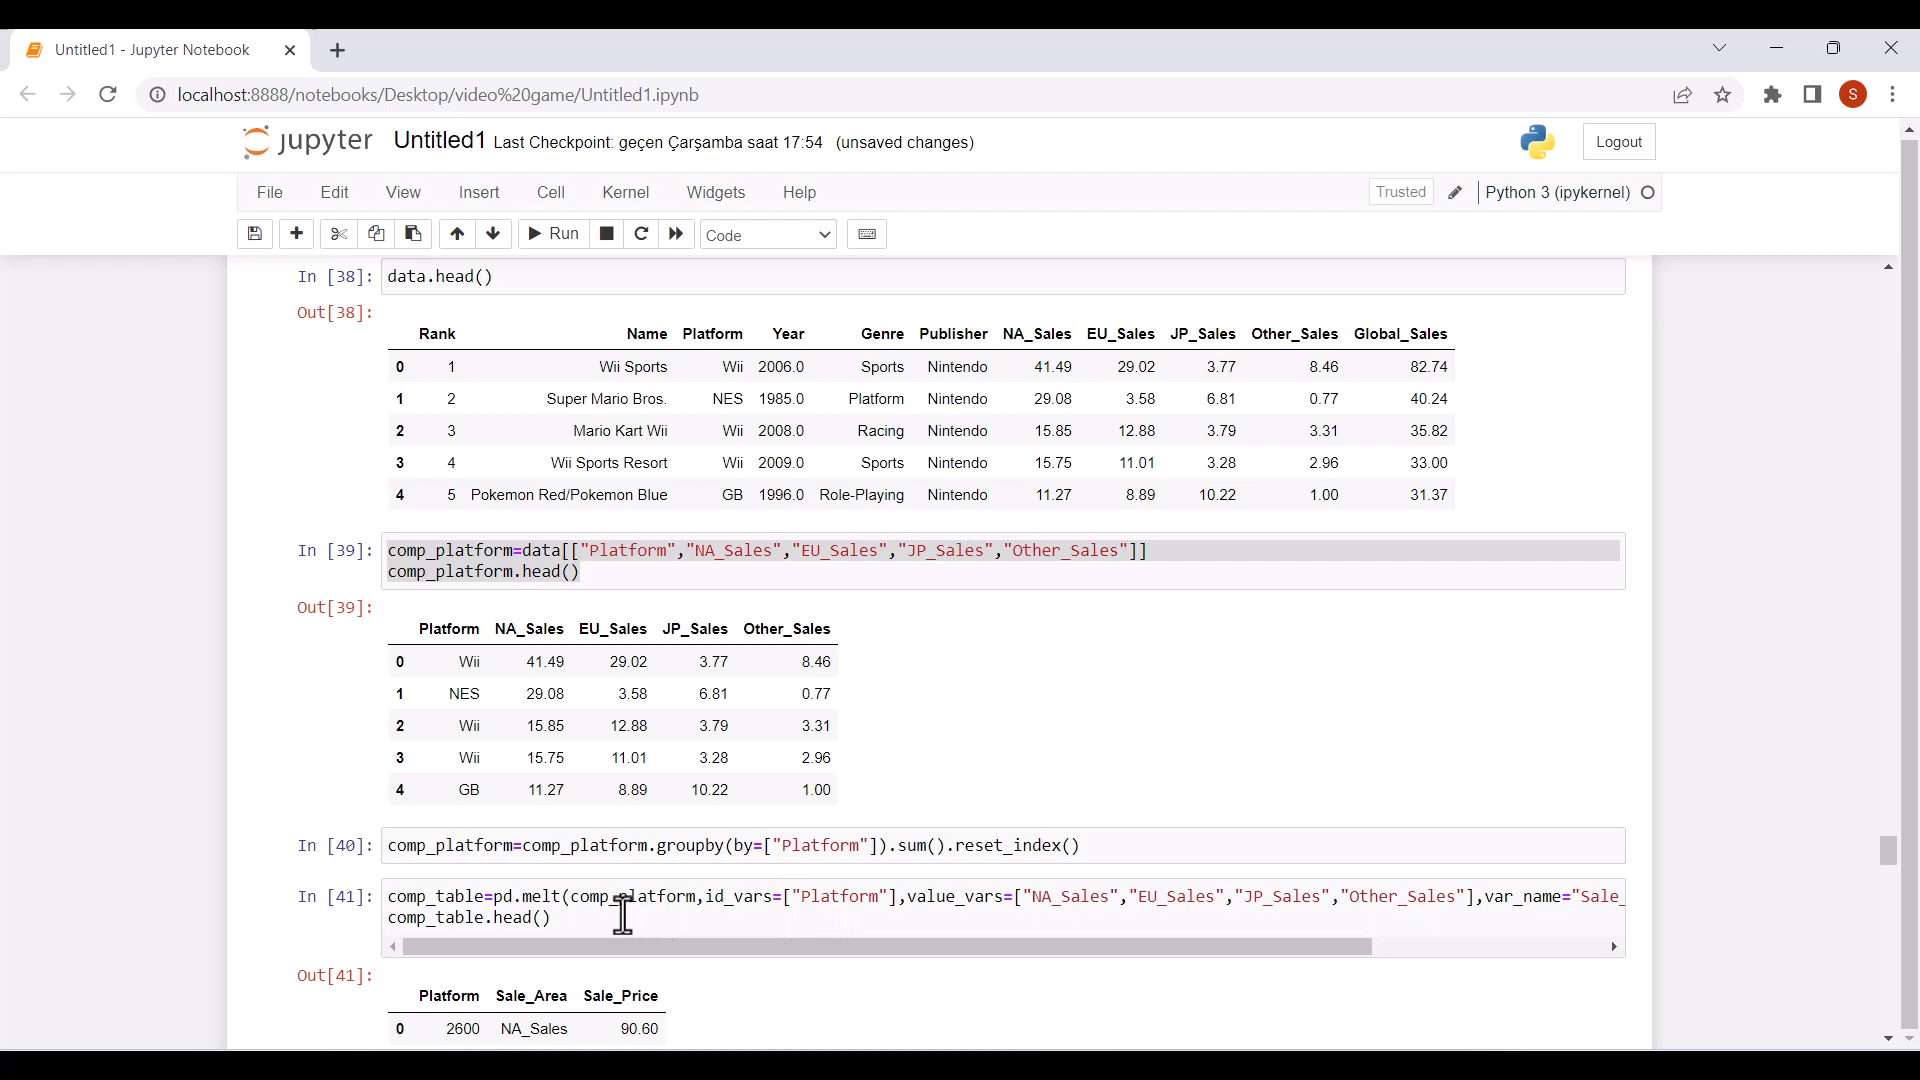 Untitled1 - Jupyter Notebook
localhost:8888/notebooks/Desktop/video%20game/Untitled1.ipynb
S
jupyter Untitled1 Last Checkpoint: geçen Çarşamba saat 17:54 (unsaved changes)
Logout
File Edit View Insert Cell Kernel Widgets Help
Trusted Python 3 (ipykernel)
Run Code
In [38]: data.head()
Out[38]:
Rank Name Platform Year Genre Publisher NA_Sales EU_Sales JP_Sales Other_Sales Global_Sales
0 1 Wii Sports Wii 2006.0 Sports Nintendo 41.49 29.02 3.77 8.46 82.74
1 2 Super Mario Bros. NES 1985.0 Platform Nintendo 29.08 3.58 6.81 0.77 40.24
2 3 Mario Kart Wii Wii 2008.0 Racing Nintendo 15.85 12.88 3.79 3.31 35.82
3 4 Wii Sports Resort Wii 2009.0 Sports Nintendo 15.75 11.01 3.28 2.96 33.00
4 5 Pokemon Red/Pokemon Blue GB 1996.0 Role-Playing Nintendo 11.27 8.89 10.22 1.00 31.37
In [39]: comp_platform=data[["Platform","NA_Sales","EU_Sales","JP_Sales","Other_Sales"]]
comp_platform.head()
Out[39]:
Platform NA_Sales EU_Sales JP_Sales Other_Sales
0 Wii 41.49 29.02 3.77 8.46
1 NES 29.08 3.58 6.81 0.77
2 Wii 15.85 12.88 3.79 3.31
3 Wii 15.75 11.01 3.28 2.96
4 GB 11.27 8.89 10.22 1.00
In [40]: comp_platform=comp_platform.groupby(by=["Platform"]).sum().reset_index()
In [41]: comp_table=pd.melt(comp_platform,id_vars=["Platform"],value_vars=["NA_Sales","EU_Sales","JP_Sales","Other_Sales"],var_name="Sale_
comp_table.head()
Out[41]:
Platform Sale_Area Sale_Price
0 2600 NA_Sales 90.60